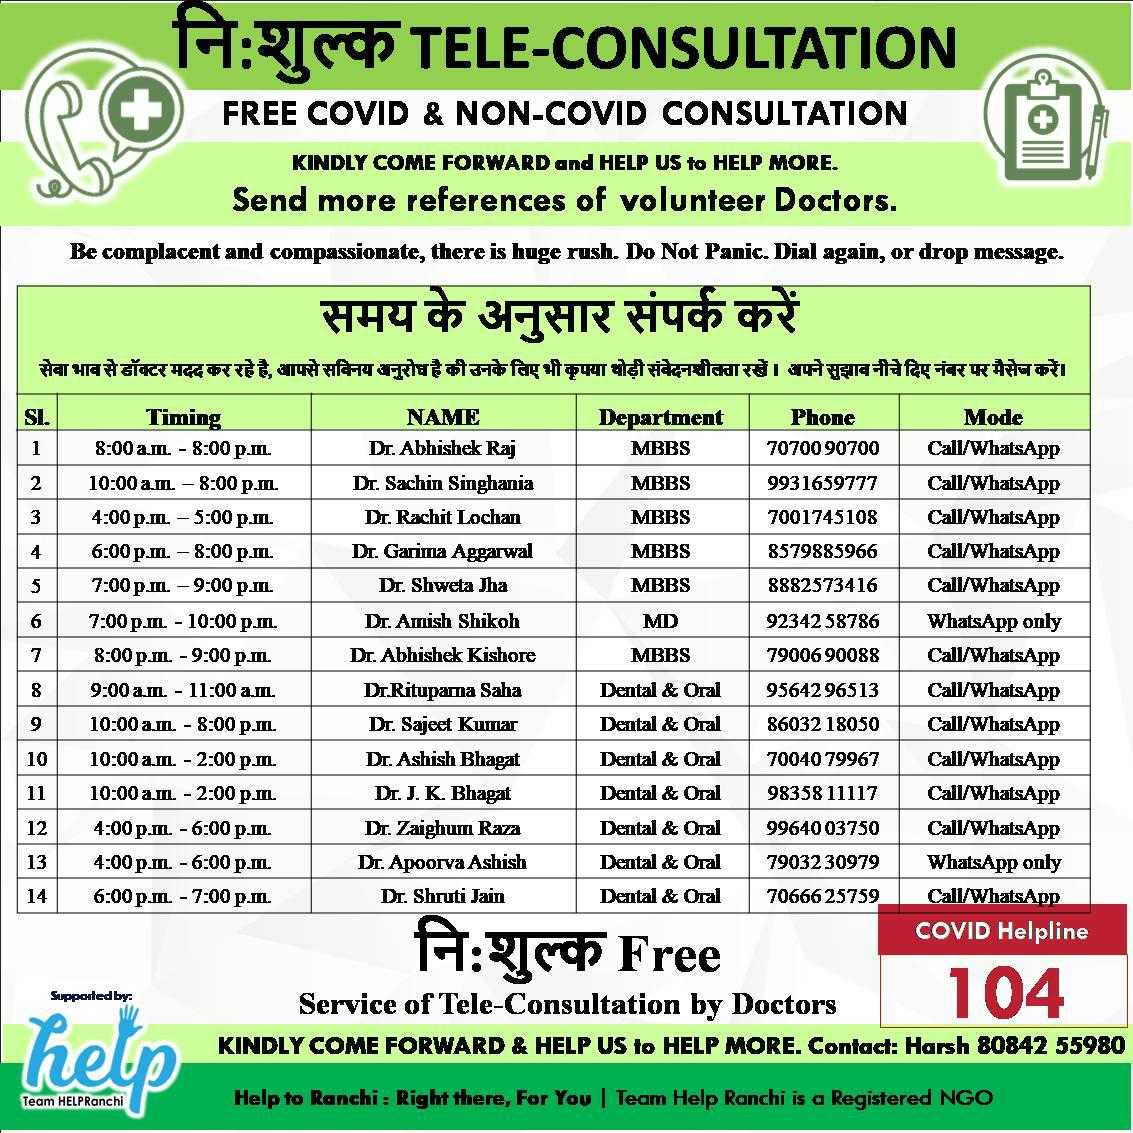 नि:शुल्क TELE-CONSULTATION
FREE COVID & NON-COVID CONSULTATION
KINDLY COME FORWARD and HELP US to HELP MORE.
Send more references of volunteer Doctors.
Be complacent and compassionate, there is huge rush. Do Not Panic. Dial again, or drop message.
समय के अनुसार संपर्क करें
सेवा भाव से डॉक्टर मदद कर रहे है, आपसे सविनय अनुरोध है की उनके लिए भी कृपया थोड़ी संवेदनशीलता रखें। अपने सुझाव नीचे दिए नंबर पर मैसेज करें।
Sl. Timing NAME Department Phone Mode
1 8:00 a.m. - 8:00 p.m. Dr. Abhishek Raj MBBS 70700 90700 Call/WhatsApp
2 10:00 a.m. – 8:00 p.m. Dr. Sachin Singhania MBBS 9931659777 Call/WhatsApp
3 4:00 p.m. – 5:00 p.m. Dr. Rachit Lochan MBBS 7001745108 Call/WhatsApp
4 6:00 p.m. – 8:00 p.m. Dr. Garima Aggarwal MBBS 8579885966 Call/WhatsApp
5 7:00 p.m. – 9:00 p.m. Dr. Shweta Jha MBBS 8882573416 Call/WhatsApp
6 7:00 p.m. - 10:00 p.m. Dr. Amish Shikoh MD 92342 58786 WhatsApp only
7 8:00 p.m. - 9:00 p.m. Dr. Abhishek Kishore MBBS 79006 90088 Call/WhatsApp
8 9:00 a.m. - 11:00 a.m. Dr.Rituparna Saha Dental & Oral 95642 96513 Call/WhatsApp
9 10:00 a.m. - 8:00 p.m. Dr. Sajeet Kumar Dental & Oral 86032 18050 Call/WhatsApp
10 10:00 a.m. - 2:00 p.m. Dr. Ashish Bhagat Dental & Oral 70040 79967 Call/WhatsApp
11 10:00 a.m. - 2:00 p.m. Dr. J. K. Bhagat Dental & Oral 98358 11117 Call/WhatsApp
12 4:00 p.m. - 6:00 p.m. Dr. Zaighum Raza Dental & Oral 99640 03750 Call/WhatsApp
13 4:00 p.m. - 6:00 p.m. Dr. Apoorva Ashish Dental & Oral 79032 30979 WhatsApp only
14 6:00 p.m. - 7:00 p.m. Dr. Shruti Jain Dental & Oral 70666 25759 Call/WhatsApp
COVID Helpline
104
नि:शुल्क Free
Service of Tele-Consultation by Doctors
Supported by:
help
Team HELPRanchi
KINDLY COME FORWARD & HELP US to HELP MORE. Contact: Harsh 80842 55980
Help to Ranchi : Right there, For You | Team Help Ranchi is a Registered NGO